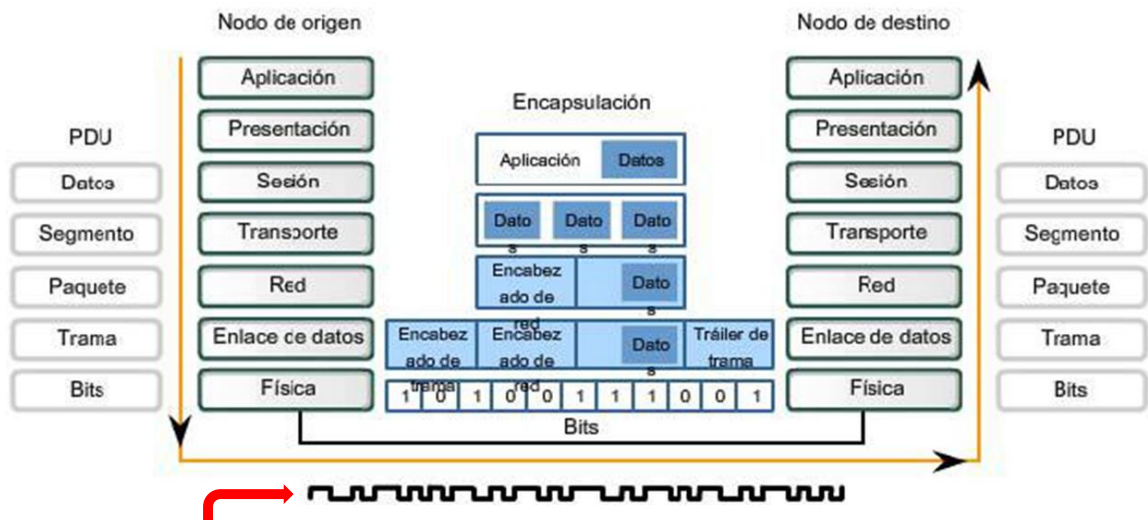 Nodo de origen
Nodo de destino
Aplicación
Presentación
Sesión
Transporte
Red
Enlace de datos
Física
PDU
Datos
Segmento
Paquete
Trama
Bits
Encapsulación
Aplicación Datos
Dato Dato Dato
s s s
Encabez
ado de
red
Dato
s
Encabez
ado de
trama
Encabez
ado de
red
Dato
s
Tráiler de
trama
1 0 1 0 0 1 1 1 0 0 1
Bits
Aplicación
Presentación
Sesión
Transporte
Red
Enlace de datos
Física
PDU
Datos
Segmento
Paquete
Trama
Bits